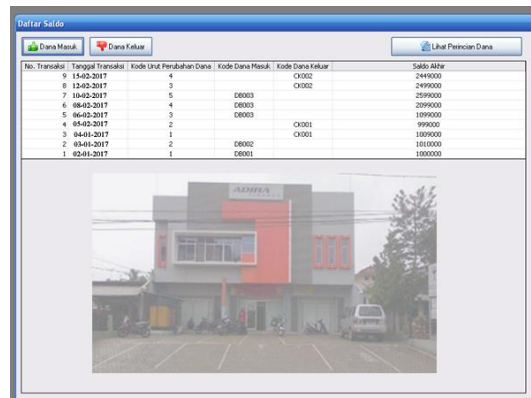 Daftar Saldo
Dana Masuk Dana Keluar Lihat Perincian Dana
No. Transaksi Tanggal Transaksi Kode Urut Perubahan Dana Kode Dana Masuk Kode Dana Keluar Saldo Akhir
9 15-02-2017 4 CK002 2449000
8 12-02-2017 3 CK002 2499000
7 10-02-2017 5 DB003 2599000
6 08-02-2017 4 DB003 2099000
5 06-02-2017 3 DB003 1099000
4 05-02-2017 2 CK001 999000
3 04-01-2017 1 CK001 1009000
2 03-01-2017 2 DB002 1010000
1 02-01-2017 1 DB001 1000000
ADIRA